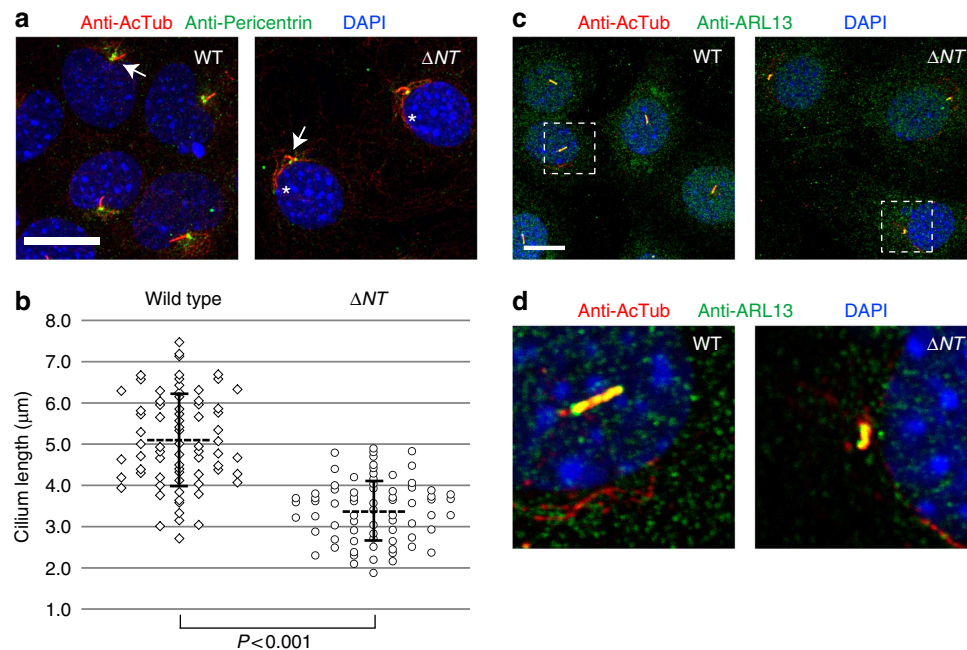 a
Anti-AcTub Anti-Pericentrin DAPI
WT
ΔNT
b
Wild type ΔNT
Cilium length (μm)
8.0
7.0
6.0
5.0
4.0
3.0
2.0
1.0
P<0.001
c
Anti-AcTub Anti-ARL13 DAPI
WT
ΔNT
d
Anti-AcTub Anti-ARL13 DAPI
WT
ΔNT